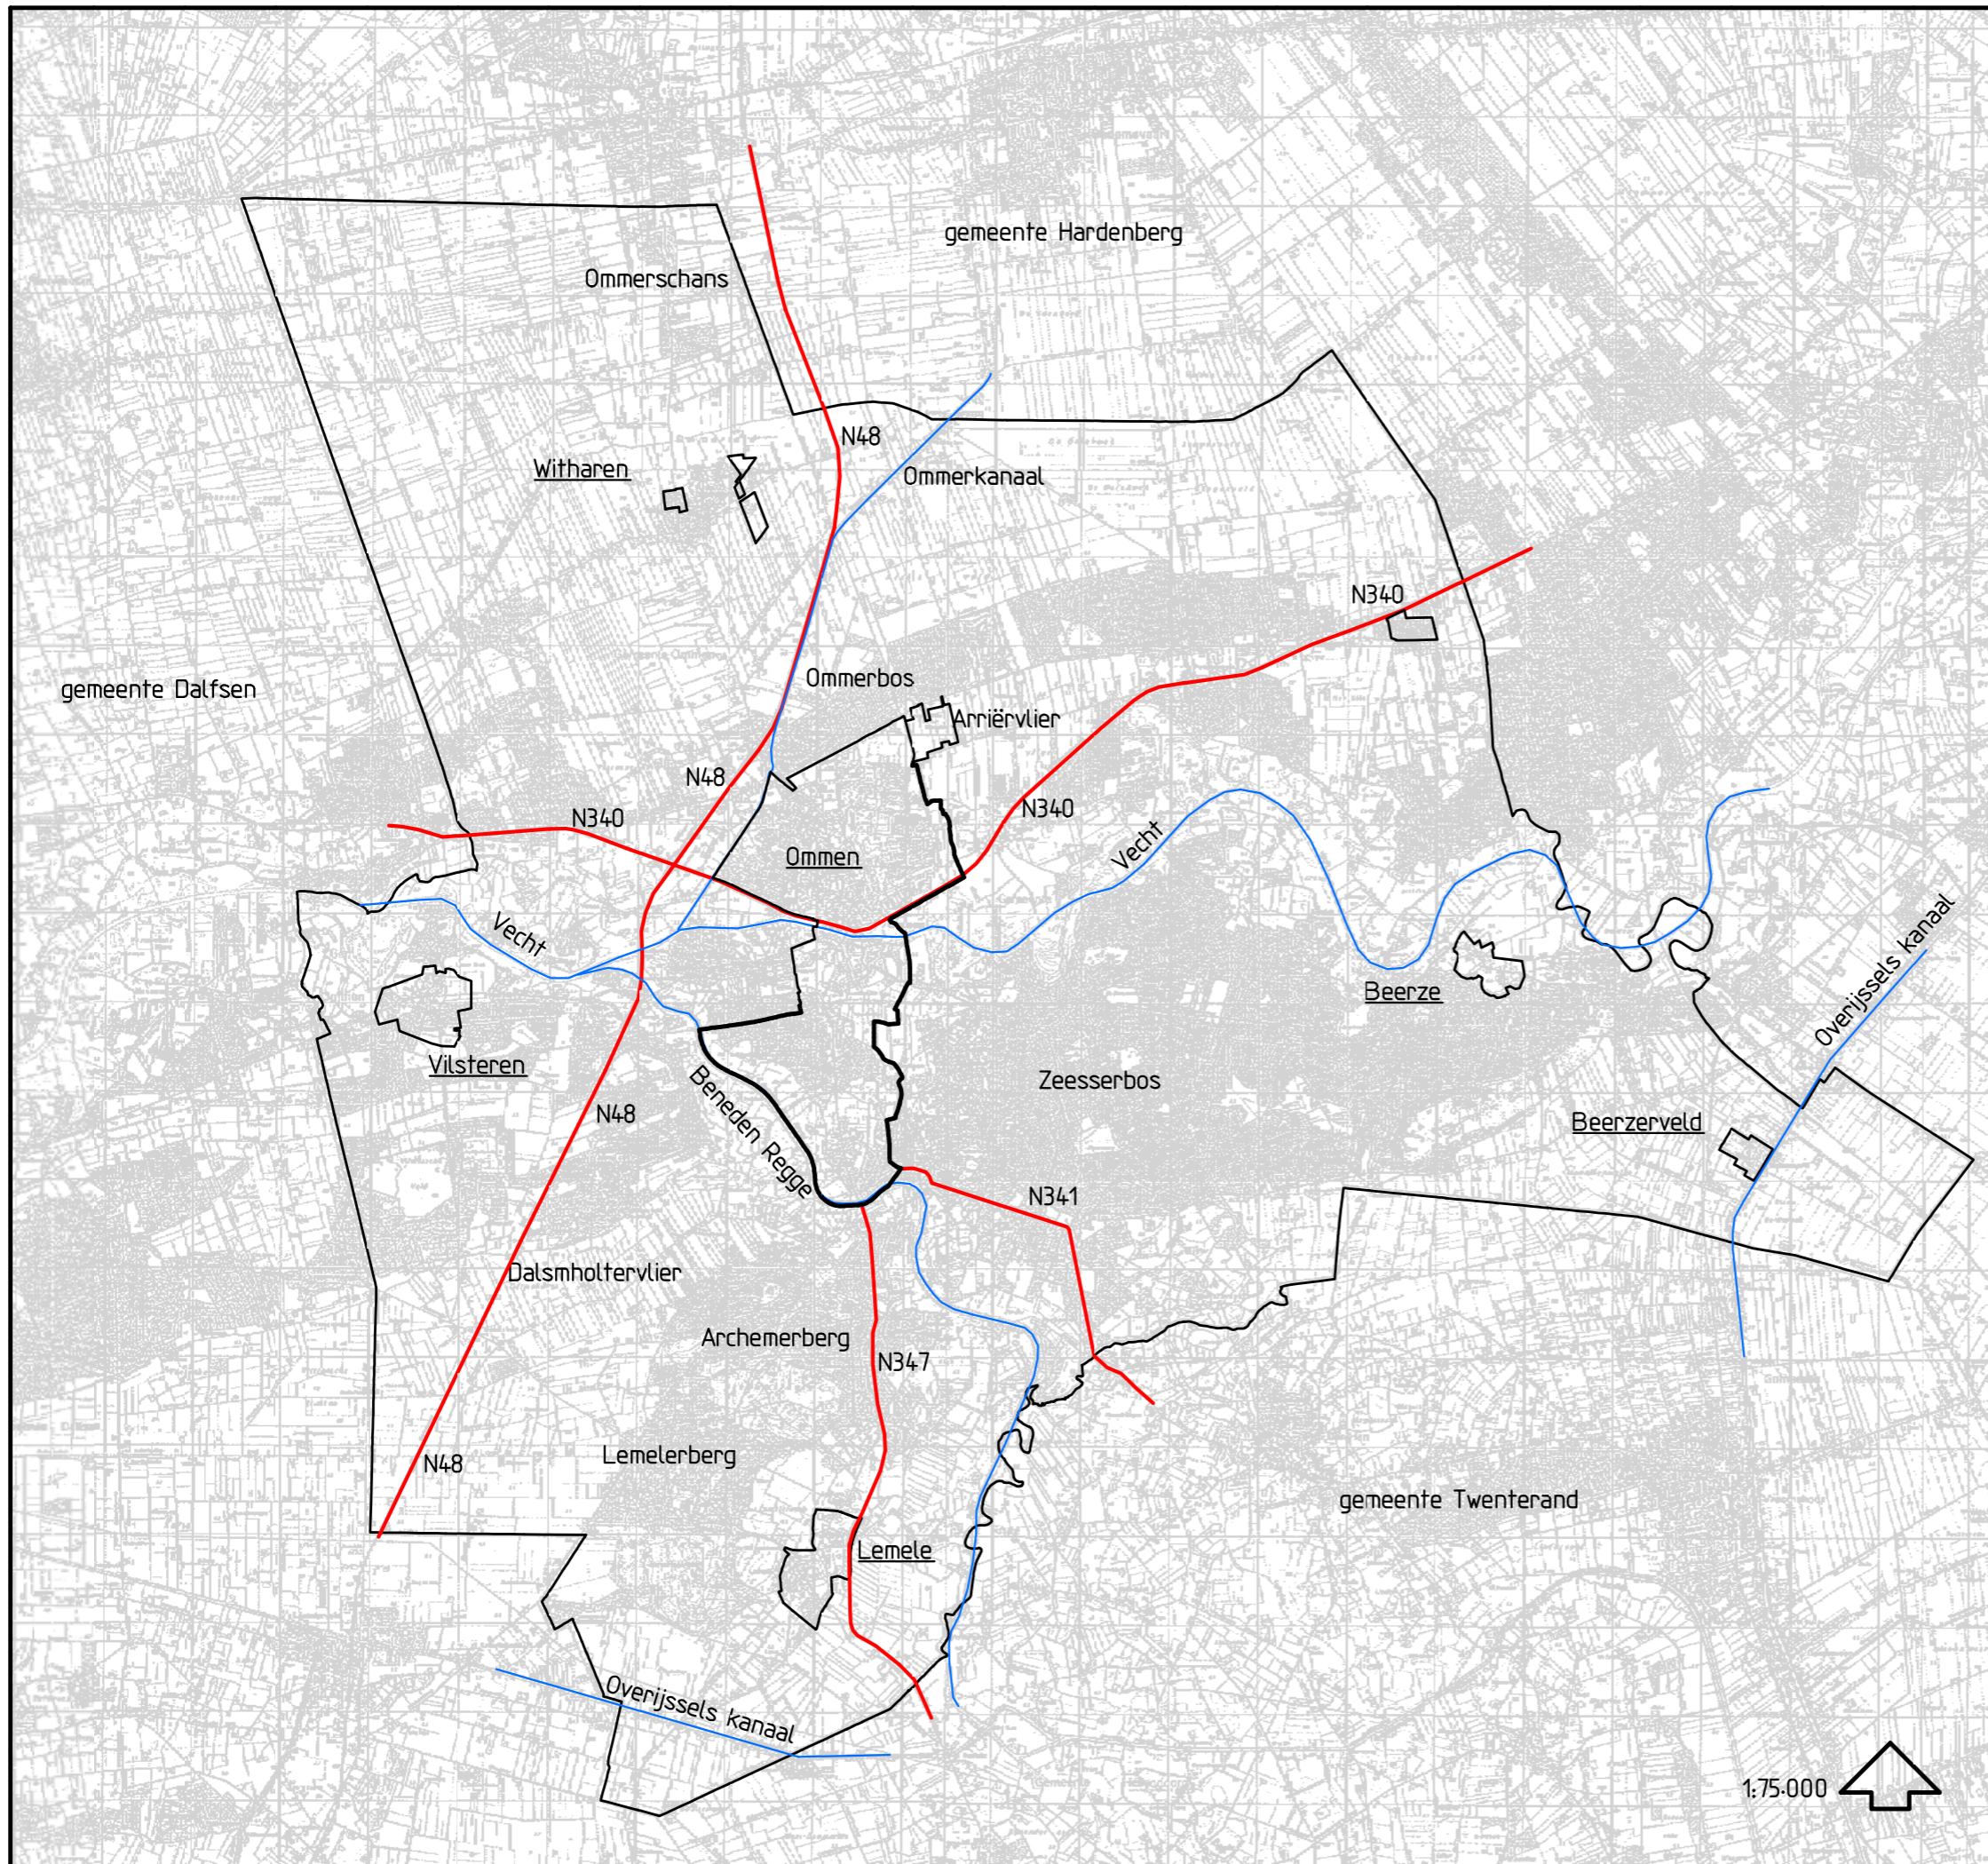 gemeente Hardenberg
Ommerschans
N48
Witharen
Ommerkanaal
N340
Ommerbos
gemeente Dalfsen
Arriërvlier
N48
N340
N340
Vecht
Ommen
Vecht
Overijssels kanaal
Beerze
Vilsteren
Zeesserbos
Beneden Regge
N48
Beerzerveld
N341
Dalsmholtervlier
Archemerberg
N347
Lemelerberg
N48
gemeente Twenterand
Lemele
Overijssels kanaal
1:75.000